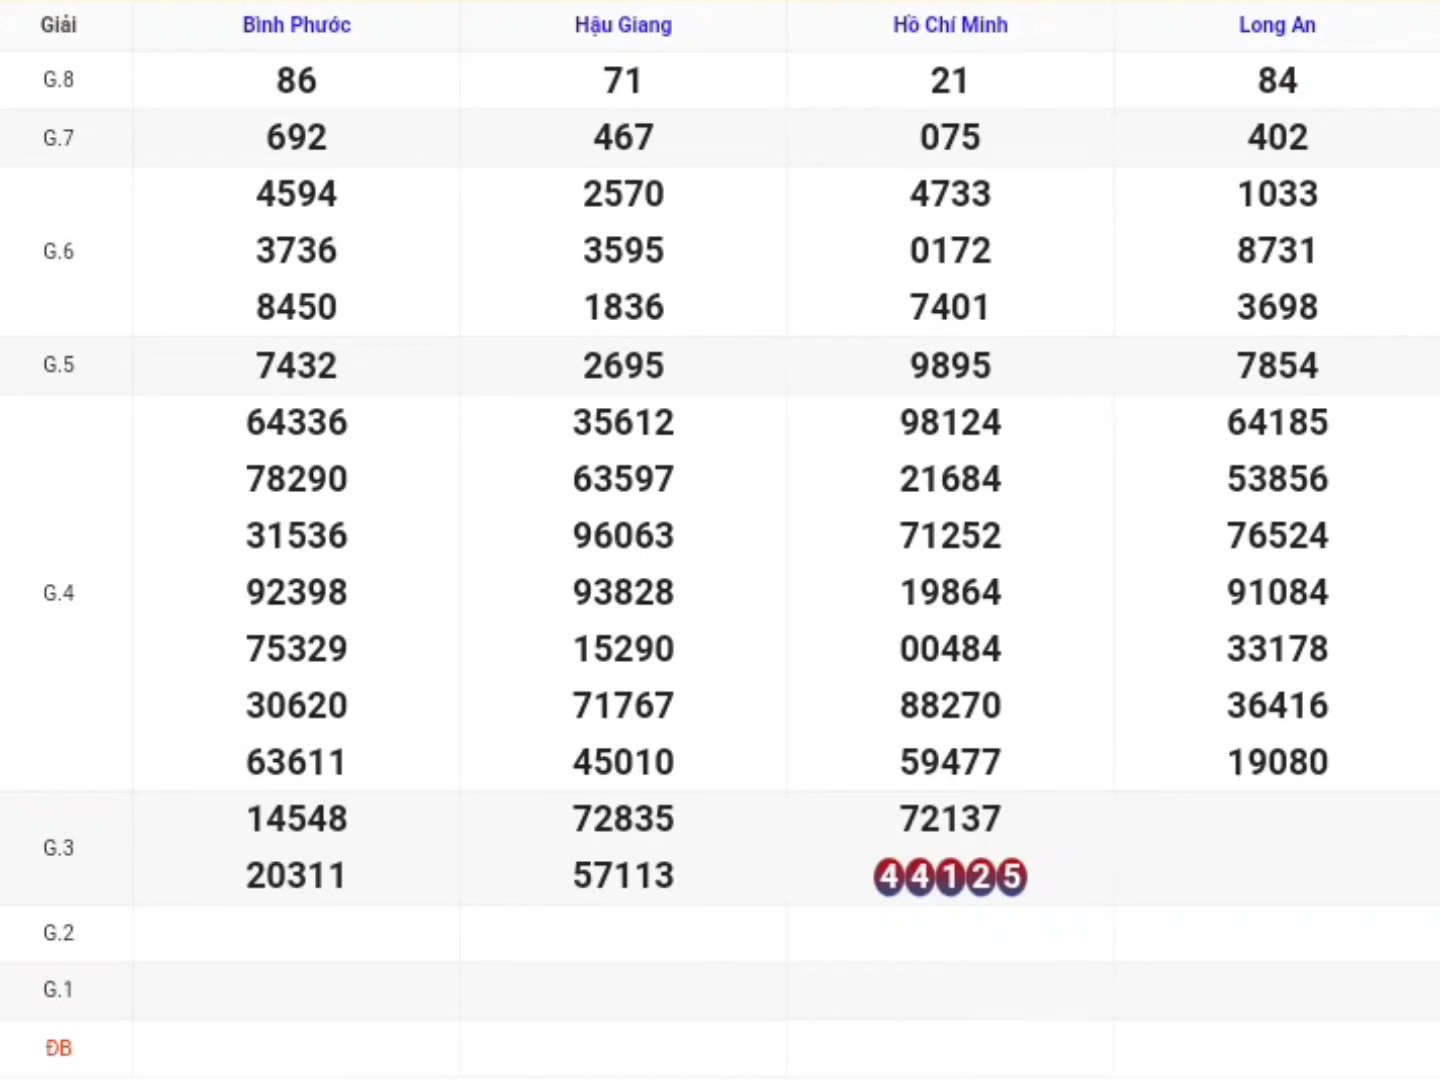 Giải Bình Phước Hậu Giang Hồ Chí Minh Long An
G.8 86 71 21 84
G.7 692 467 075 402
4594 2570 4733 1033
G.6 3736 3595 0172 8731
8450 1836 7401 3698
G.5 7432 2695 9895 7854
64336 35612 98124 64185
78290 63597 21684 53856
31536 96063 71252 76524
G.4 92398 93828 19864 91084
75329 15290 00484 33178
30620 71767 88270 36416
63611 45010 59477 19080
14548 72835 72137
G.3
20311 57113 44125
G.2
G.1
ĐB